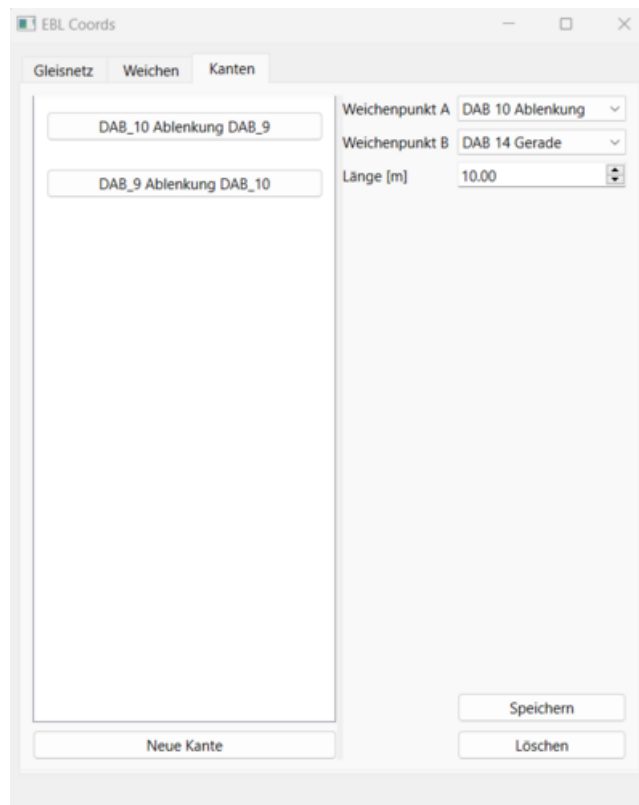 EBL Coords
Gleisnetz Weichen Kanten
DAB_10 Ablenkung DAB_9
DAB_9 Ablenkung DAB_10
Neue Kante
Weichenpunkt A DAB 10 Ablenkung
Weichenpunkt B DAB 14 Gerade
Länge [m] 10.00
Speichern
Löschen